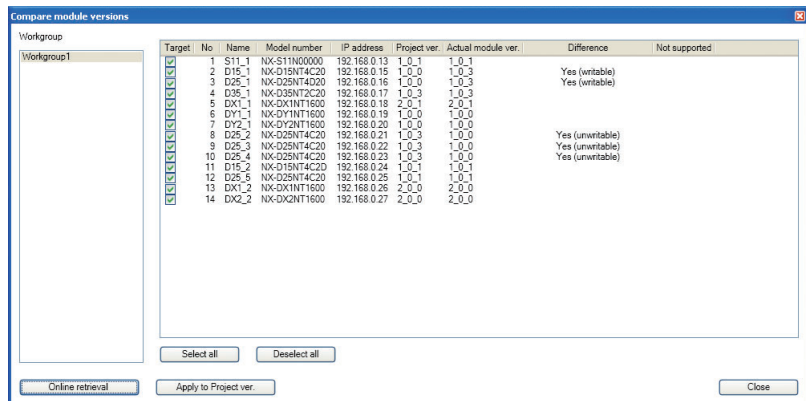 Compare module versions
Workgroup
Workgroup1
Target No Name Model number IP address Project ver. Actual module ver. Difference Not supported
1 S11_1 NX-S11N00000 192.168.0.13 1_0_1 1_0_1
2 D15_1 NX-D15NT4C20 192.168.0.15 1_0_0 1_0_3 Yes (writable)
3 D25_1 NX-D25NT4D20 192.168.0.16 1_0_0 1_0_3 Yes (writable)
4 D35_1 NX-D35NT2C20 192.168.0.17 1_0_3 1_0_3
5 DX1_1 NX-DX1NT1600 192.168.0.18 2_0_1 2_0_1
6 DY1_1 NX-DY1NT1600 192.168.0.19 1_0_0 1_0_0
7 DY2_1 NX-DY2NT1600 192.168.0.20 1_0_0 1_0_0
8 D25_2 NX-D25NT4C20 192.168.0.21 1_0_3 1_0_0 Yes (unwritable)
9 D25_3 NX-D25NT4C20 192.168.0.22 1_0_3 1_0_0 Yes (unwritable)
10 D25_4 NX-D25NT4C20 192.168.0.23 1_0_3 1_0_0 Yes (unwritable)
11 D15_2 NX-D15NT4C2D 192.168.0.24 1_0_1 1_0_1
12 D25_5 NX-D25NT4C20 192.168.0.25 1_0_1 1_0_1
13 DX1_2 NX-DX1NT1600 192.168.0.26 2_0_0 2_0_0
14 DX2_2 NX-DX2NT1600 192.168.0.27 2_0_0 2_0_0
Select all Deselect all
Online retrieval Apply to Project ver. Close